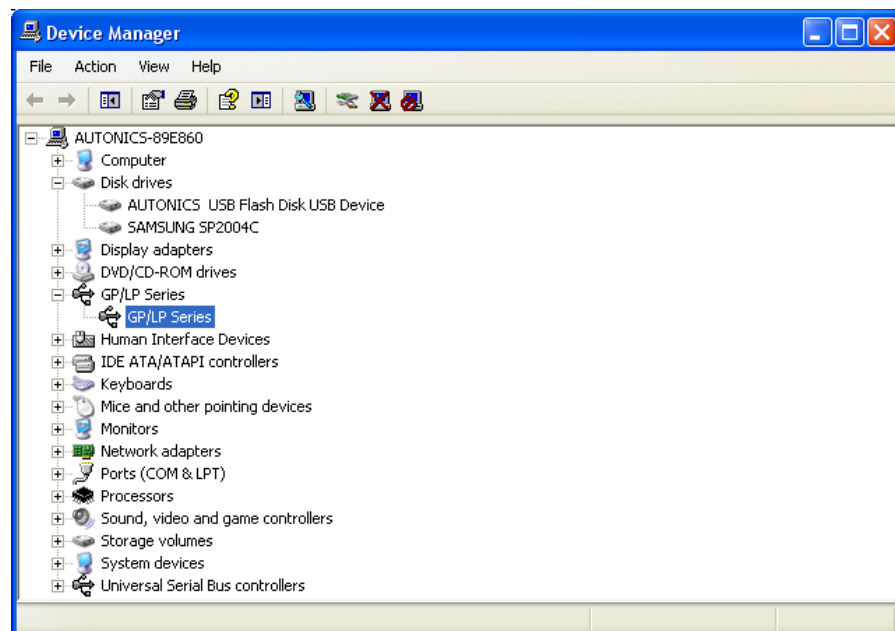 Device Manager
File Action View Help
AUTONICS-89E860
Computer
Disk drives
AUTONICS USB Flash Disk USB Device
SAMSUNG SP2004C
Display adapters
DVD/CD-ROM drives
GP/LP Series
GP/LP Series
Human Interface Devices
IDE ATA/ATAPI controllers
Keyboards
Mice and other pointing devices
Monitors
Network adapters
Ports (COM & LPT)
Processors
Sound, video and game controllers
Storage volumes
System devices
Universal Serial Bus controllers